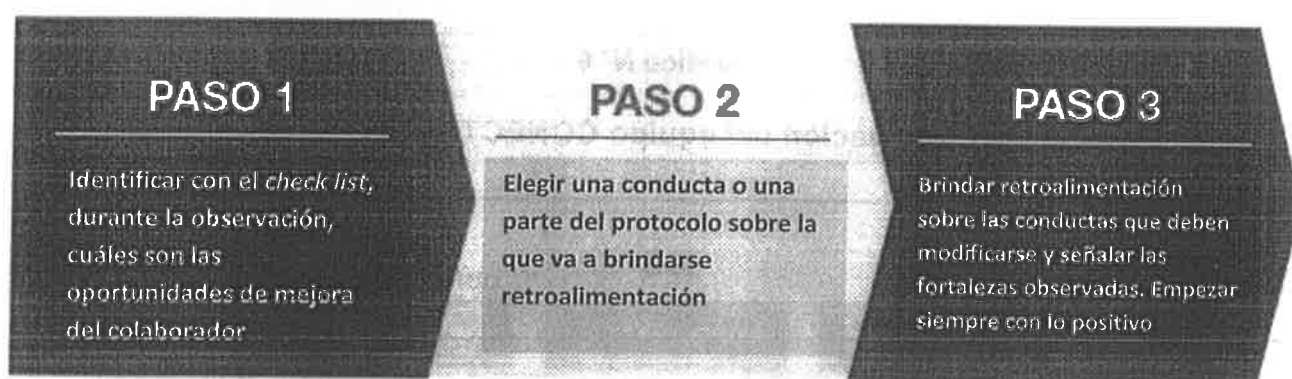 PASO 1
Identificar con el check list,
durante la observación,
cuáles son las
oportunidades de mejora
del colaborador
PASO 2
Elegir una conducta o una
parte del protocolo sobre la
que va a brindarse
retroalimentación
PASO 3
Brindar retroalimentación
sobre las conductas que deben
modificarse y señalar las
fortalezas observadas. Empezar
siempre con lo positivo